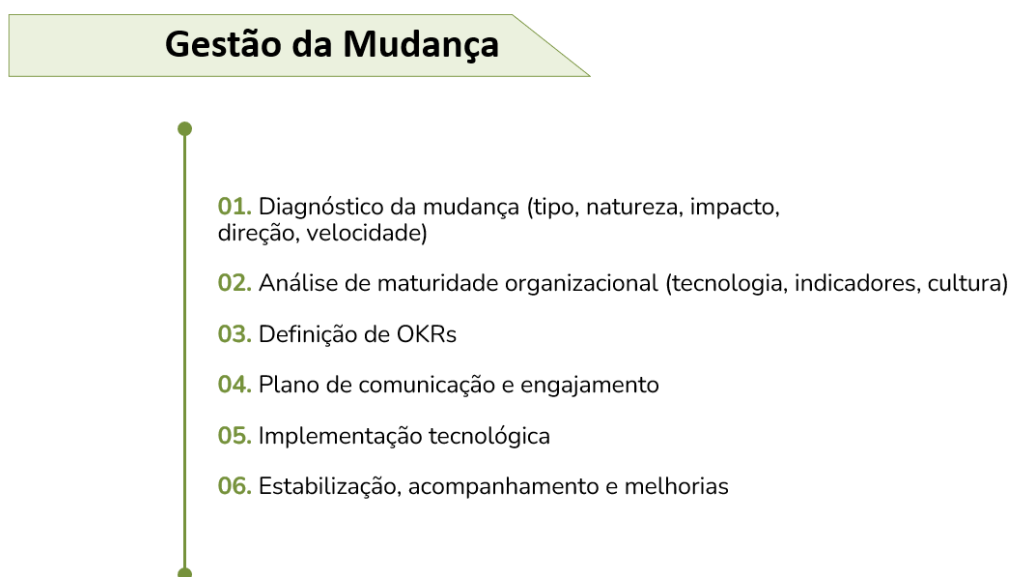 Gestão da Mudança
01. Diagnóstico da mudança (tipo, natureza, impacto,
direção, velocidade)
02. Análise de maturidade organizacional (tecnologia, indicadores, cultura)
03. Definição de OKRs
04. Plano de comunicação e engajamento
05. Implementação tecnológica
06. Estabilização, acompanhamento e melhorias